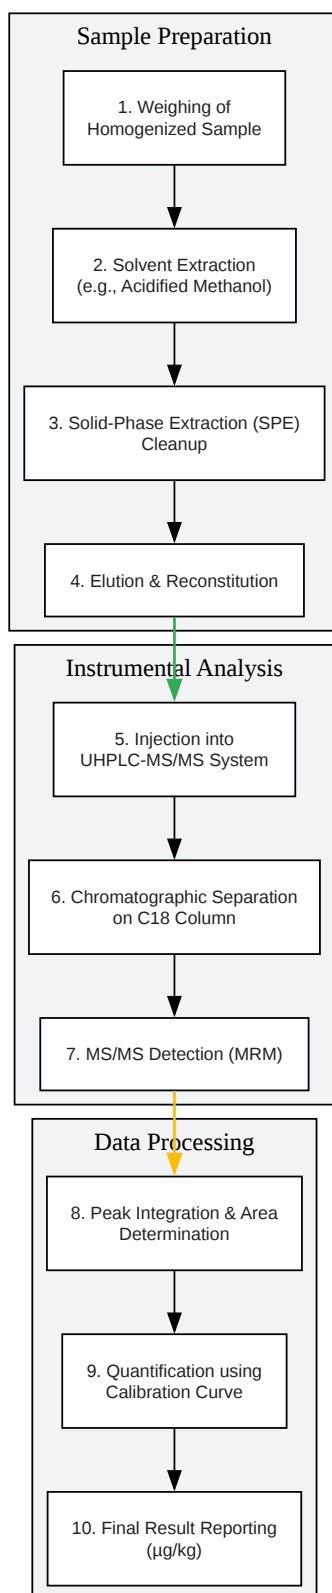 Sample Preparation
1. Weighing of
Homogenized Sample
2. Solvent Extraction
(e.g., Acidified Methanol)
3. Solid-Phase Extraction (SPE)
Cleanup
4. Elution & Reconstitution
Instrumental Analysis
5. Injection into
UHPLC-MS/MS System
6. Chromatographic Separation
on C18 Column
7. MS/MS Detection (MRM)
Data Processing
8. Peak Integration & Area
Determination
9. Quantification using
Calibration Curve
10. Final Result Reporting
(µg/kg)